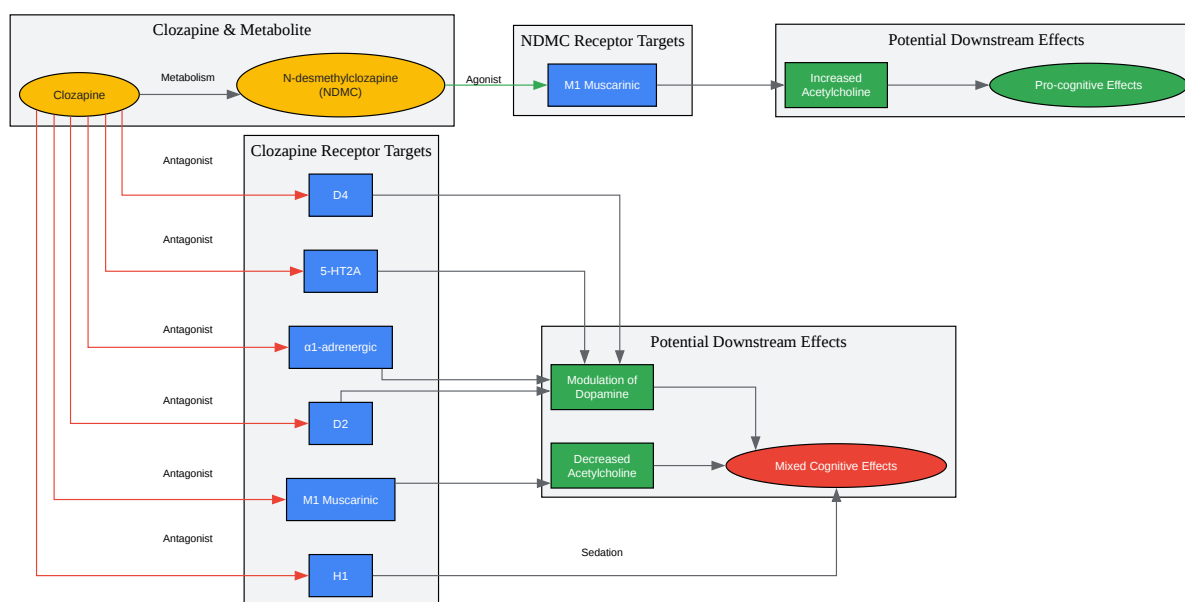 Clozapine & Metabolite
NDMC Receptor Targets
Potential Downstream Effects
Clozapine
Metabolism
N-desmethylclozapine
(NDMC)
Agonist
M1 Muscarinic
Increased
Acetylcholine
Pro-cognitive Effects
Clozapine Receptor Targets
Antagonist
D4
Antagonist
5-HT2A
Antagonist
α1-adrenergic
Potential Downstream Effects
Modulation of
Dopamine
Antagonist
D2
Decreased
Acetylcholine
Mixed Cognitive Effects
Antagonist
M1 Muscarinic
Antagonist
H1
Sedation